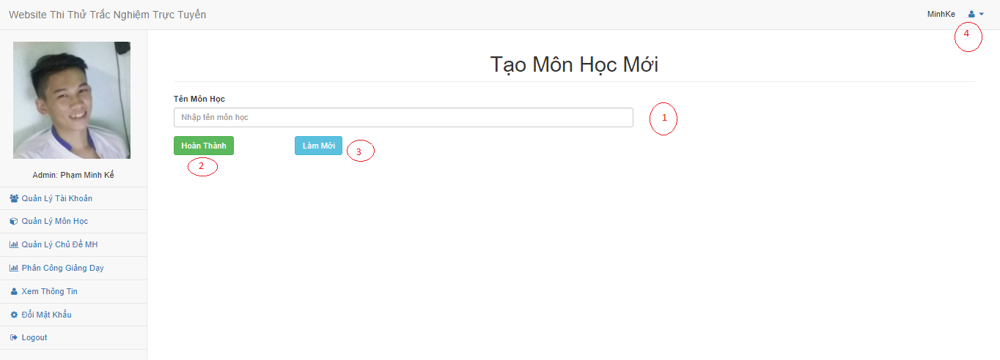 Website Thi Thử Trắc Nghiệm Trực Tuyến
MinhKe
4
Tạo Môn Học Mới
Tên Môn Học
Nhập tên môn học
1
Hoàn Thành
Làm Mới
3
2
Admin: Phạm Minh Kế
Quản Lý Tài Khoản
Quản Lý Môn Học
Quản Lý Chủ Đề MH
Phân Công Giảng Dạy
Xem Thông Tin
Đổi Mật Khẩu
Logout